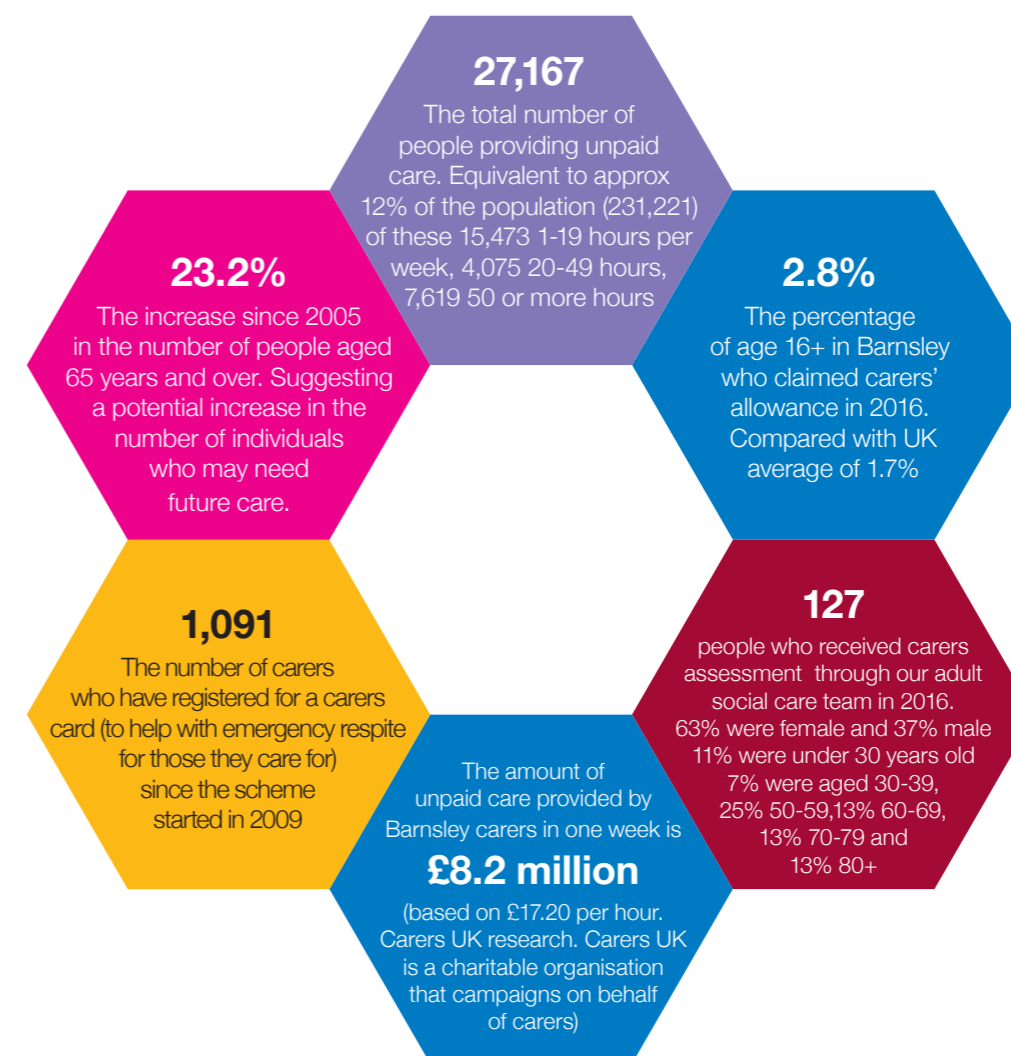 27,167
The total number of
people providing unpaid
care. Equivalent to approx
12% of the population (231,221)
of these 15,473 1-19 hours per
week, 4,075 20-49 hours,
7,619 50 or more hours
23.2%
The increase since 2005
in the number of people aged
65 years and over. Suggesting
a potential increase in the
number of individuals
who may need
future care.
2.8%
The percentage
of age 16+ in Barnsley
who claimed carers'
allowance in 2016.
Compared with UK
average of 1.7%
1,091
The number of carers
who have registered for a carers
card (to help with emergency respite
for those they care for)
since the scheme
started in 2009
127
people who received carers
assessment through our adult
social care team in 2016.
63% were female and 37% male
11% were under 30 years old
7% were aged 30-39,
25% 50-59,13% 60-69,
13% 70-79 and
13% 80+
The amount of
unpaid care provided by
Barnsley carers in one week is
£8.2 million
(based on £17.20 per hour.
Carers UK research. Carers UK
is a charitable organisation
that campaigns on behalf
of carers)